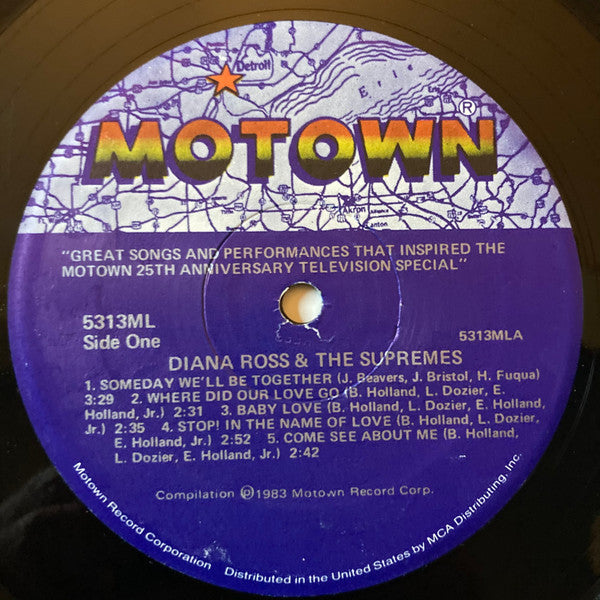 Detroit
Erie
MOTOWN®
Akron
Canton
"GREAT SONGS AND PERFORMANCES THAT INSPIRED THE
MOTOWN 25TH ANNIVERSARY TELEVISION SPECIAL"
5313ML
Side One
5313MLA
DIANA ROSS & THE SUPREMES
1. SOMEDAY WE'LL BE TOGETHER (J. Beavers, J. Bristol, H. Fuqua)
3:29 2. WHERE DID OUR LOVE GO (B. Holland, L. Dozier, E.
Holland, Jr.) 2:31 3. BABY LOVE (B. Holland, L. Dozier, E. Holland,
Jr.) 2:35 4. STOP! IN THE NAME OF LOVE (B. Holland, L. Dozier,
E. Holland, Jr.) 2:52 5. COME SEE ABOUT ME (B. Holland,
L. Dozier, E. Holland, Jr.) 2:42
Compilation ℗1983 Motown Record Corp.
Motown Record Corporation Distributed in the United States by MCA Distributing, Inc.